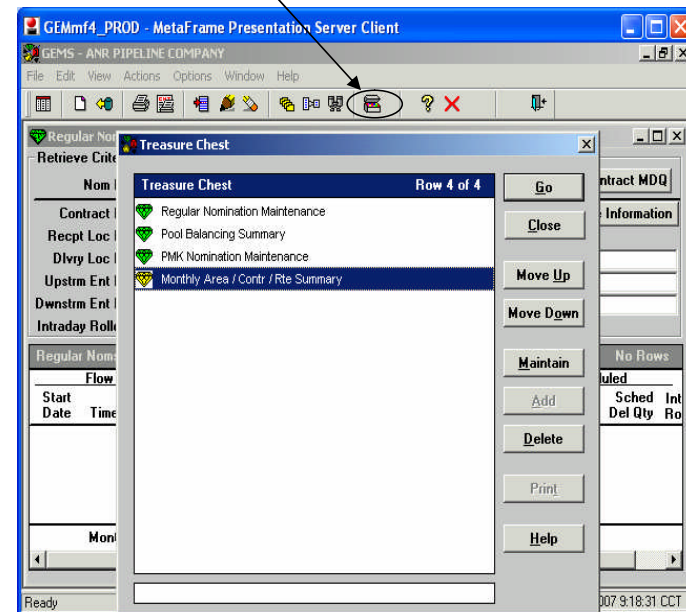 GEMmf4_PROD - MetaFrame Presentation Server Client
GEMS - ANR PIPELINE COMPANY
File Edit View Actions Options Window Help
Regular Nom
Retrieve Crite
Nom
Contract
Recpt Loc
Dlvry Loc
Upstrm Ent
Dwnstrm Ent
Intraday Roll
Regular Noms
Flow
Start
Date Time
Mon
Treasure Chest
Treasure Chest Row 4 of 4
Regular Nomination Maintenance
Pool Balancing Summary
PMK Nomination Maintenance
Monthly Area / Contr / Rte Summary
Go
Close
Move Up
Move Down
Maintain
Add
Delete
Print
Help
ntract MDQ
Information
No Rows
luled
Sched Int
Del Qty Ro
Ready
007 9:18:31 CCT